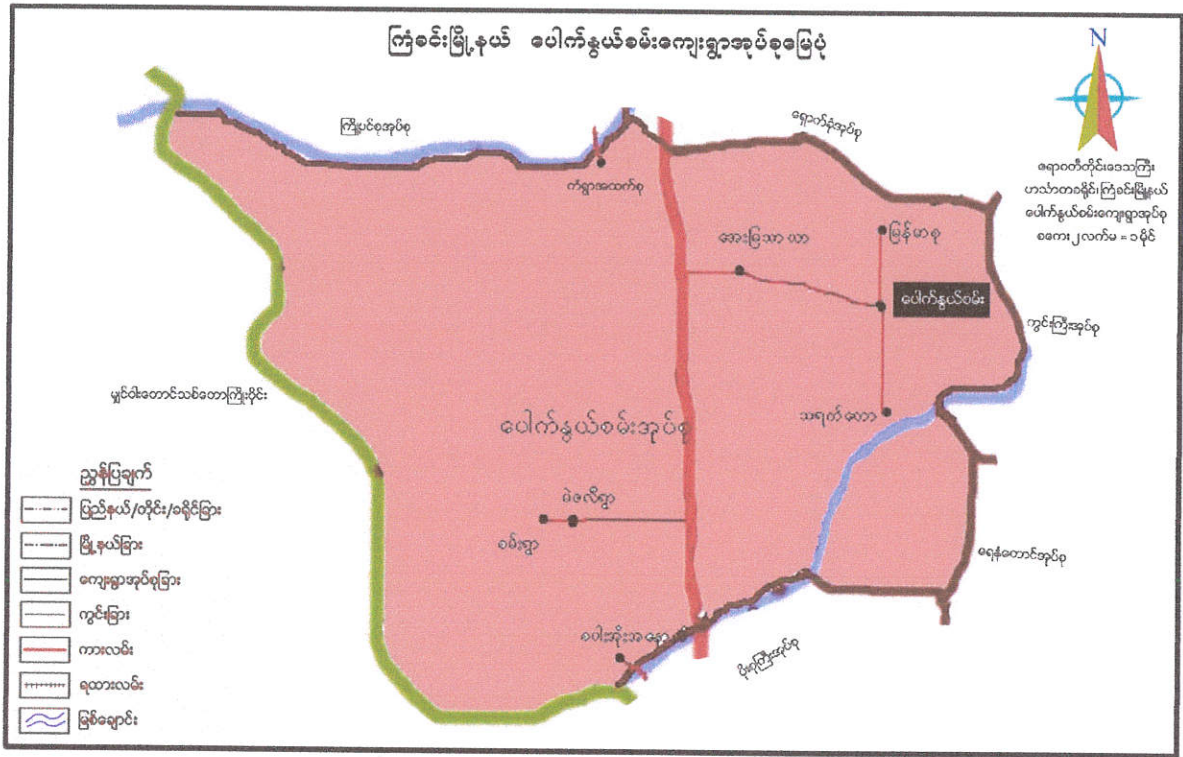 ကြံခင်းမြို့နယ် ပေါက်နွယ်စမ်းကျေးရွာအုပ်စုမြေပုံ
N
ဧရာဝတီတိုင်းဒေသကြီး
ဟင်္သာတခရိုင်၊ကြံခင်းမြို့နယ်
ပေါက်နွယ်စမ်းကျေးရွာအုပ်စု
စကေး၂လက်မ = ၁မိုင်
ကြို့ပင်စုအုပ်စု
ရှောက်ခုံအုပ်စု
ကံရွာအထက်စု
အေးမြသာယာ
မြန်မာစု
ပေါက်နွယ်စမ်း
ကွင်းကြီးအုပ်စု
မျှင်ဝါးတောင်သစ်တောကြိုးဝိုင်း
သရက်တော
ပေါက်နွယ်စမ်းအုပ်စု
မဲဇလီရွာ
စမ်းရွာ
ရေနံတောင်အုပ်စု
ညွှန်ပြချက်
ပြည်နယ်/တိုင်း/ခရိုင်ခြား
မြို့နယ်ခြား
ကျေးရွာအုပ်စုခြား
ကွင်းခြား
ကားလမ်း
ရထားလမ်း
မြစ်ချောင်း